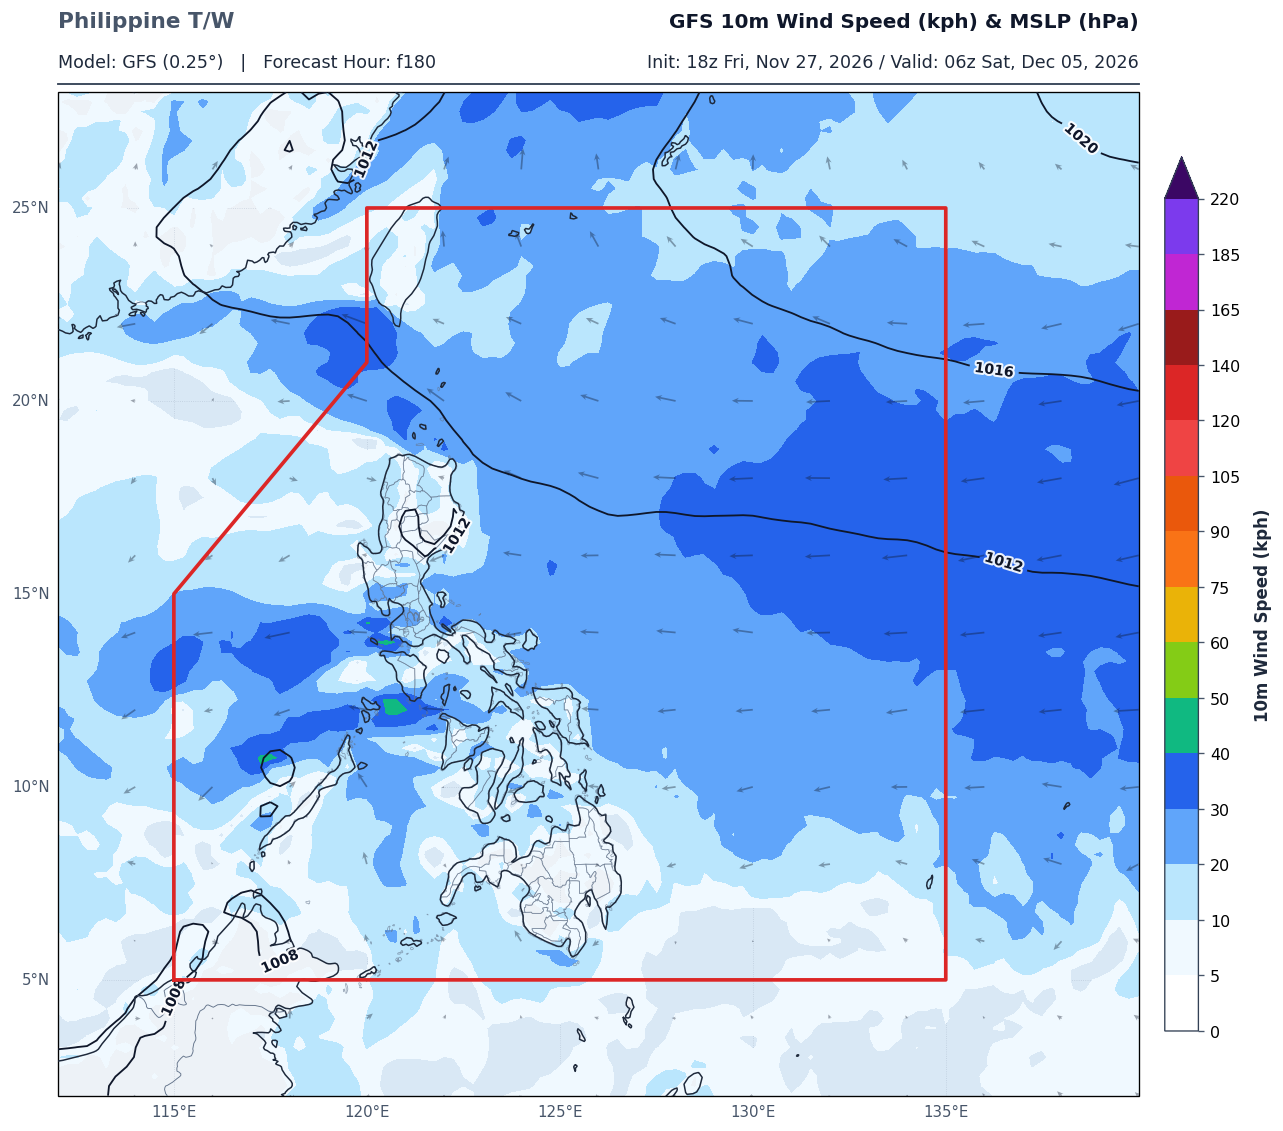 Philippine T/W
GFS 10m Wind Speed (kph) & MSLP (hPa)
Model: GFS (0.25°) | Forecast Hour: f180
Init: 18z Fri, Nov 27, 2026 / Valid: 06z Sat, Dec 05, 2026
1020
1012
25°N
1016
20°N
1012
1012
15°N
10°N
1008
1008
5°N
115°E
120°E
125°E
130°E
135°E
220
185
165
140
120
105
90
75
60
50
40
30
20
10
5
0
10m Wind Speed (kph)